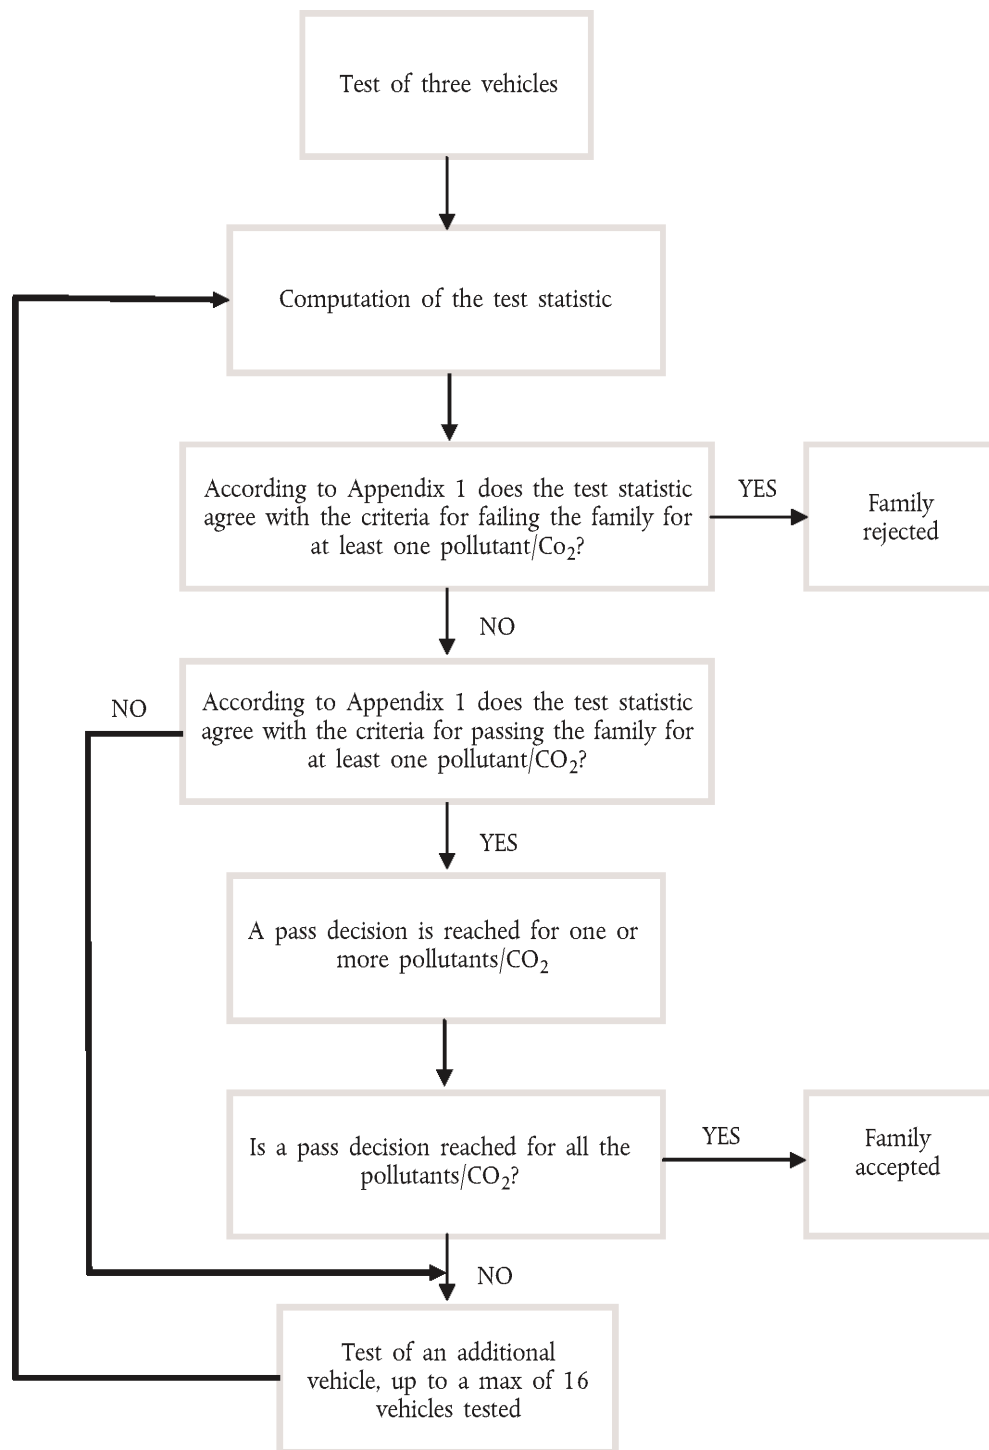 Test of three vehicles
Computation of the test statistic
According to Appendix 1 does the test statistic
agree with the criteria for failing the family for
at least one pollutant/Co₂?
YES
Family
rejected
NO
According to Appendix 1 does the test statistic
agree with the criteria for passing the family for
at least one pollutant/CO₂?
NO
YES
A pass decision is reached for one or
more pollutants/CO₂
Is a pass decision reached for all the
pollutants/CO₂?
YES
Family
accepted
NO
Test of an additional
vehicle, up to a max of 16
vehicles tested